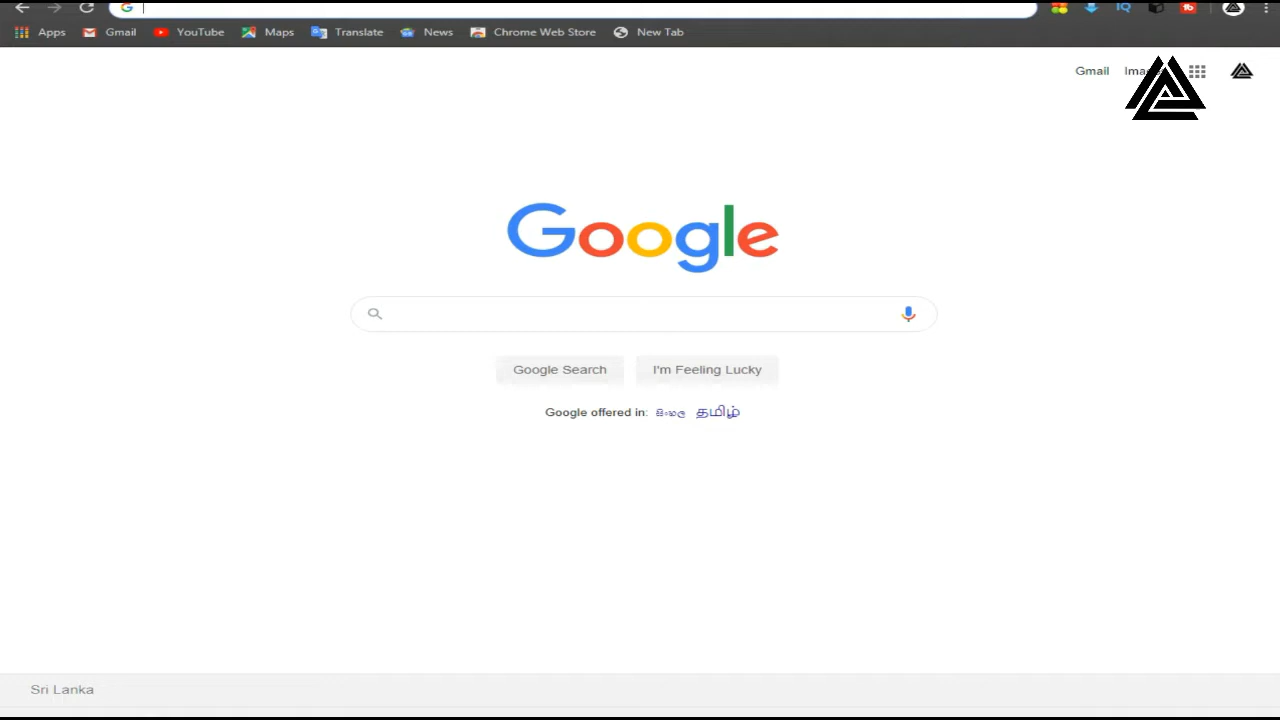 Apps Gmail YouTube Maps Translate News Chrome Web Store New Tab
Gmail
Google
Google Search I'm Feeling Lucky
Google offered in: සිංහල தமிழ்
Sri Lanka